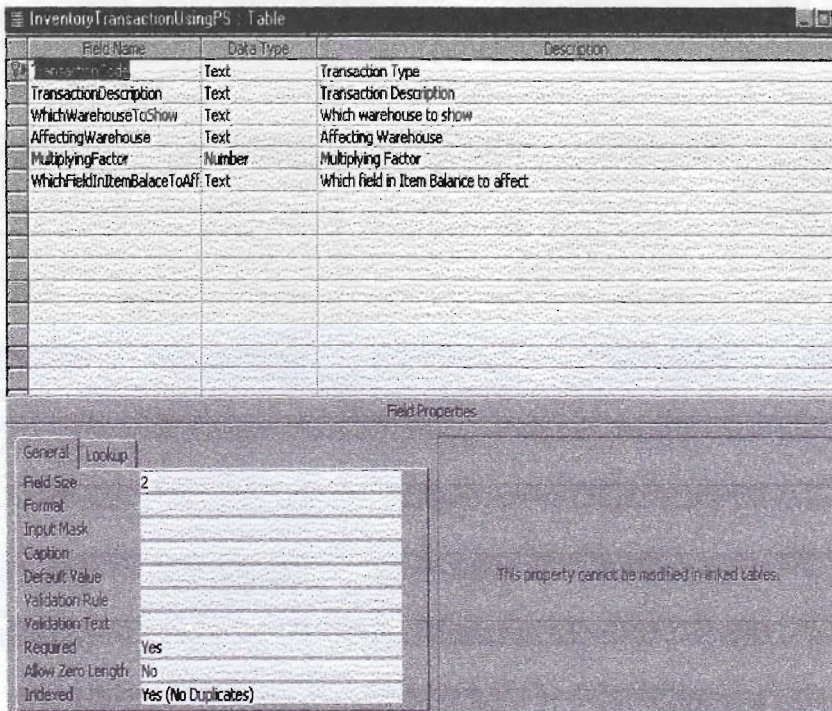 InventoryTransactionUsingPS : Table
Field Name Data Type Description
TransactionCode Text Transaction Type
TransactionDescription Text Transaction Description
WhichWarehouseToShow Text Which warehouse to show
AffectingWarehouse Text Affecting Warehouse
MultiplyingFactor Number Multiplying Factor
WhichFieldInItemBalaceToAff Text Which field in Item Balance to affect
Field Properties
General Lookup
Field Size 2
Format
Input Mask
Caption
Default Value
Validation Rule
Validation Text
Required Yes
Allow Zero Length No
Indexed Yes (No Duplicates)
This property cannot be modified in linked tables.